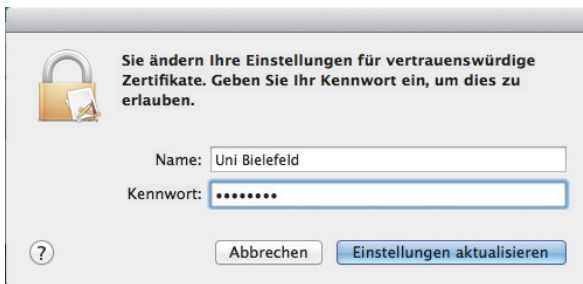 Sie ändern Ihre Einstellungen für vertrauenswürdige
Zertifikate. Geben Sie Ihr Kennwort ein, um dies zu
erlauben.
Name: Uni Bielefeld
Kennwort: ••••••••
? Abbrechen Einstellungen aktualisieren